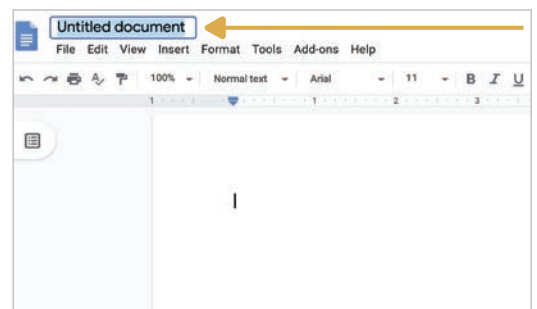 Untitled document
File Edit View Insert Format Tools Add-ons Help
100% Normal text Arial 11 B I U
1 1 2 3